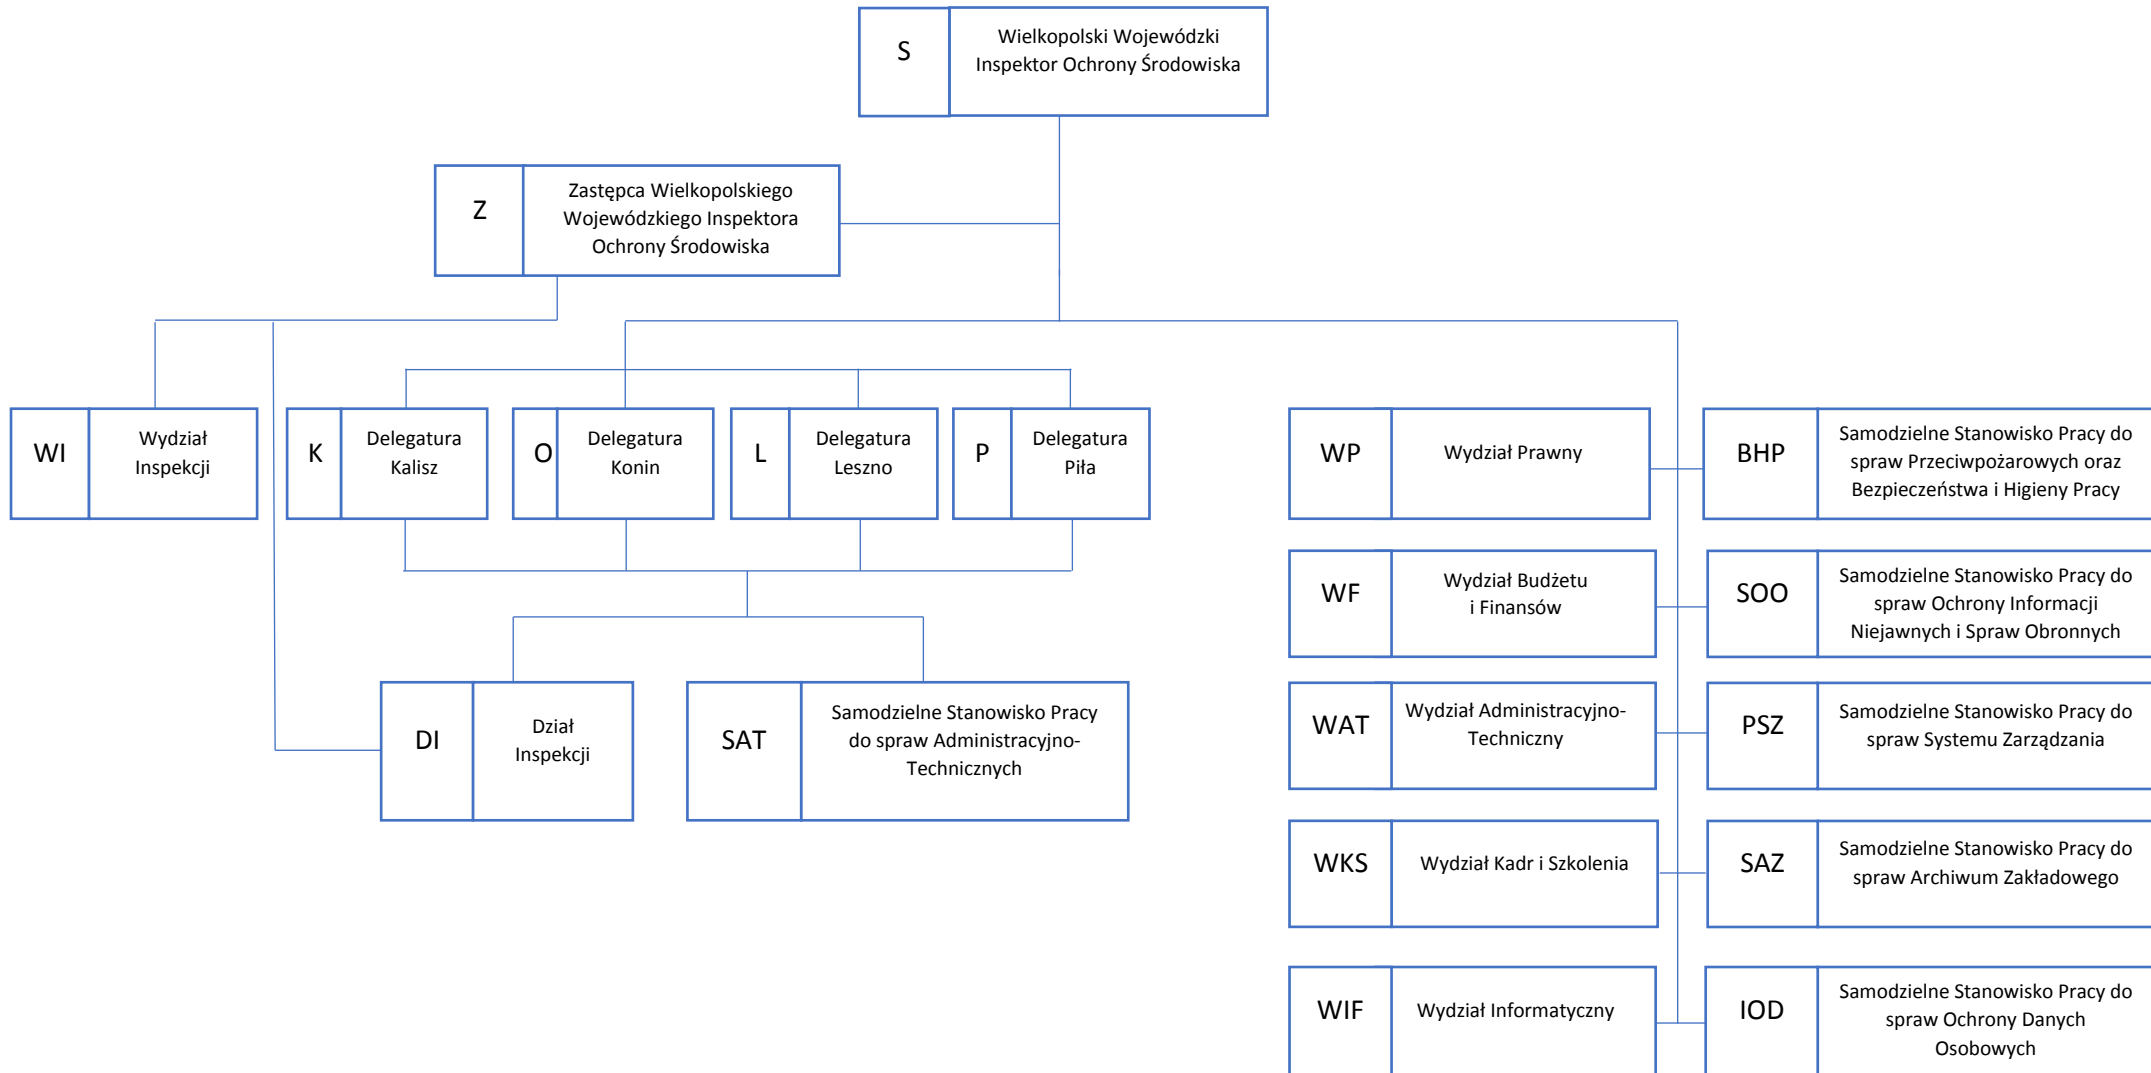 S
Wielkopolski Wojewódzki
Inspektor Ochrony Środowiska
Z
Zastępca Wielkopolskiego
Wojewódzkiego Inspektora
Ochrony Środowiska
WI
Wydział
Inspekcji
K
Delegatura
Kalisz
O
Delegatura
Konin
L
Delegatura
Leszno
P
Delegatura
Piła
WP
Wydział Prawny
BHP
Samodzielne Stanowisko Pracy do
spraw Przeciwpożarowych oraz
Bezpieczeństwa i Higieny Pracy
WF
Wydział Budżetu
i Finansów
SOO
Samodzielne Stanowisko Pracy do
spraw Ochrony Informacji
Niejawnych i Spraw Obronnych
DI
Dział
Inspekcji
SAT
Samodzielne Stanowisko Pracy
do spraw Administracyjno-
Technicznych
WAT
Wydział Administracyjno-
Techniczny
PSZ
Samodzielne Stanowisko Pracy do
spraw Systemu Zarządzania
WKS
Wydział Kadr i Szkolenia
SAZ
Samodzielne Stanowisko Pracy do
spraw Archiwum Zakładowego
WIF
Wydział Informatyczny
IOD
Samodzielne Stanowisko Pracy do
spraw Ochrony Danych
Osobowych